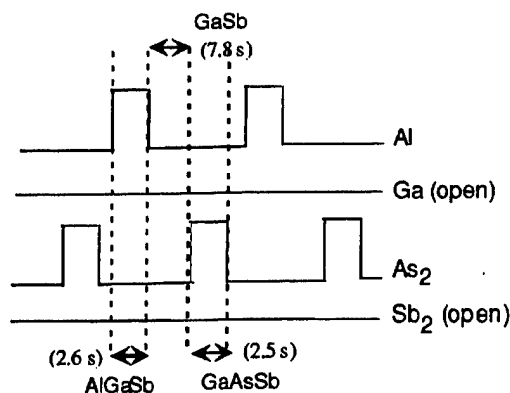 GaSb
(7.8 s)
Al
Ga (open)
As2
Sb2 (open)
(2.6 s)
(2.5 s)
AlGaSb
GaAsSb